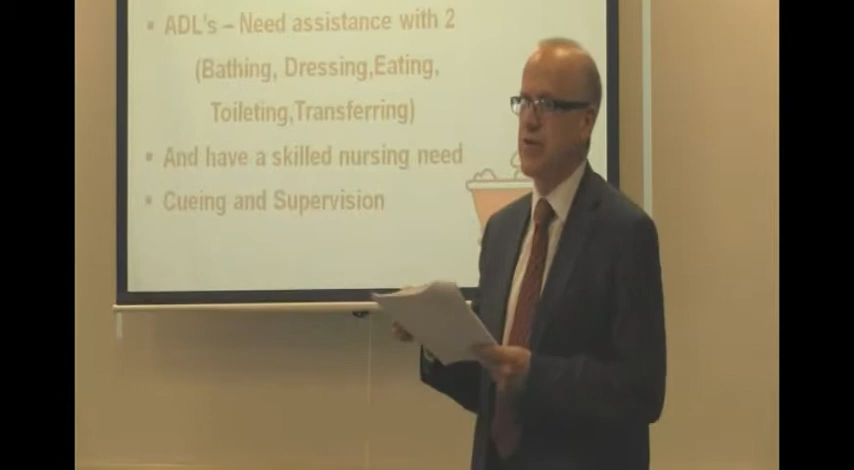 ADL's – Need assistance with 2
(Bathing, Dressing,Eating,
Toileting,Transferring)
And have a skilled nursing need
Cueing and Supervision